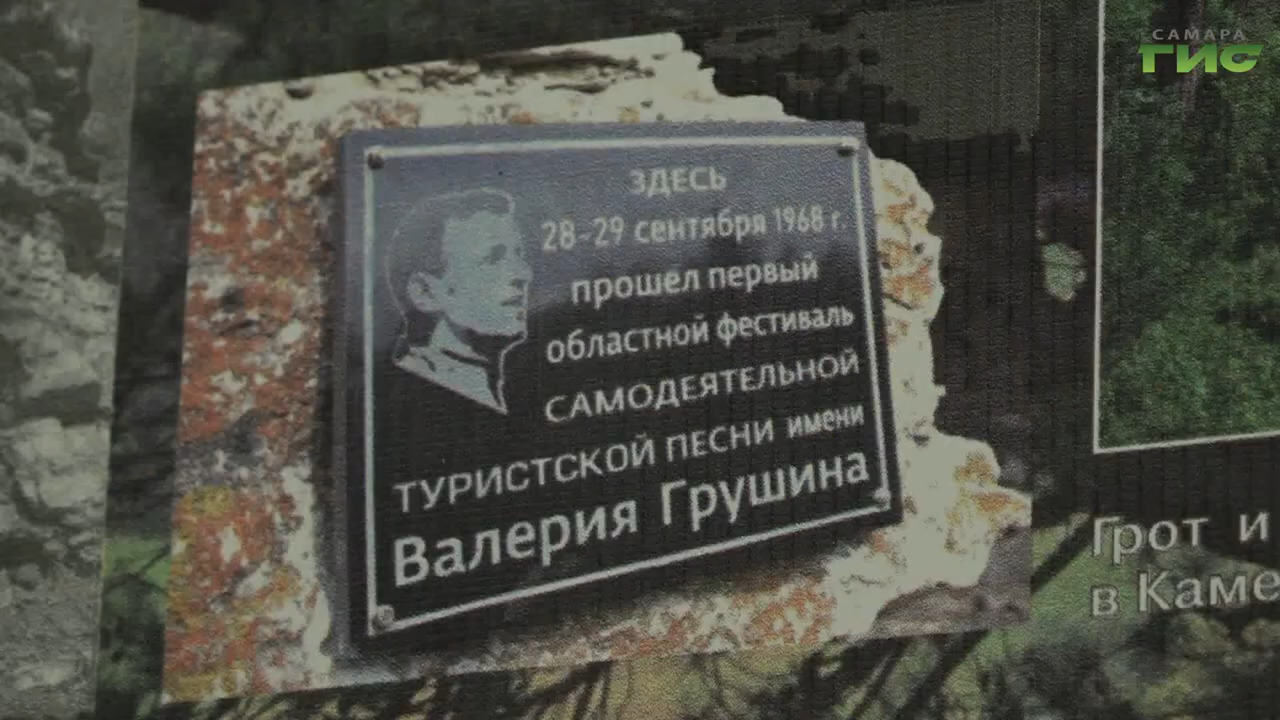 САМАРА
ГИС
ЗДЕСЬ
28-29 сентября 1968 г.
прошел первый
областной фестиваль
САМОДЕЯТЕЛЬНОЙ
ТУРИСТСКОЙ ПЕСНИ имени
Валерия Грушина
Грот и
в Каме